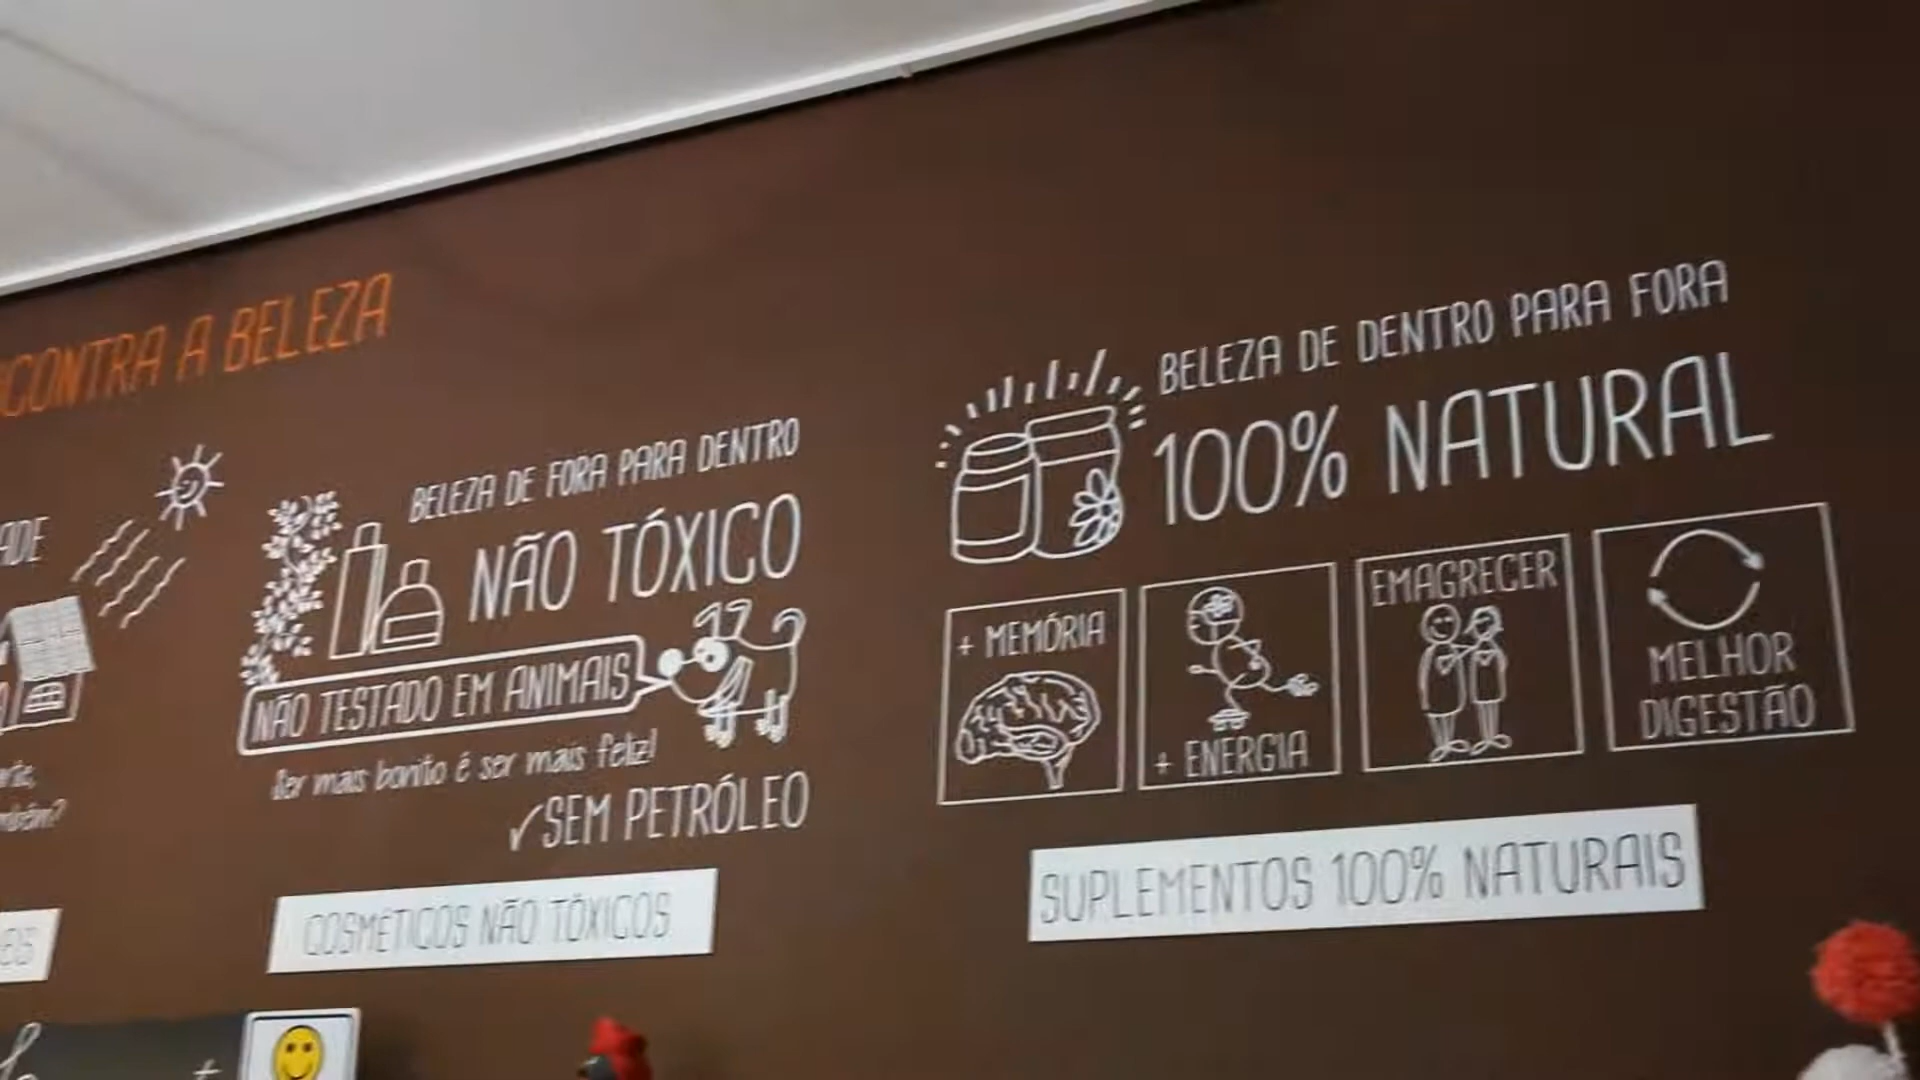 CONTRA A BELEZA
BELEZA DE FORA PARA DENTRO
NÃO TÓXICO
NÃO TESTADO EM ANIMAIS
Ser mais bonito é ser mais feliz!
✓SEM PETRÓLEO
COSMÉTICOS NÃO TÓXICOS
BELEZA DE DENTRO PARA FORA
100% NATURAL
+ MEMÓRIA
+ ENERGIA
EMAGRECER
MELHOR
DIGESTÃO
SUPLEMENTOS 100% NATURAIS